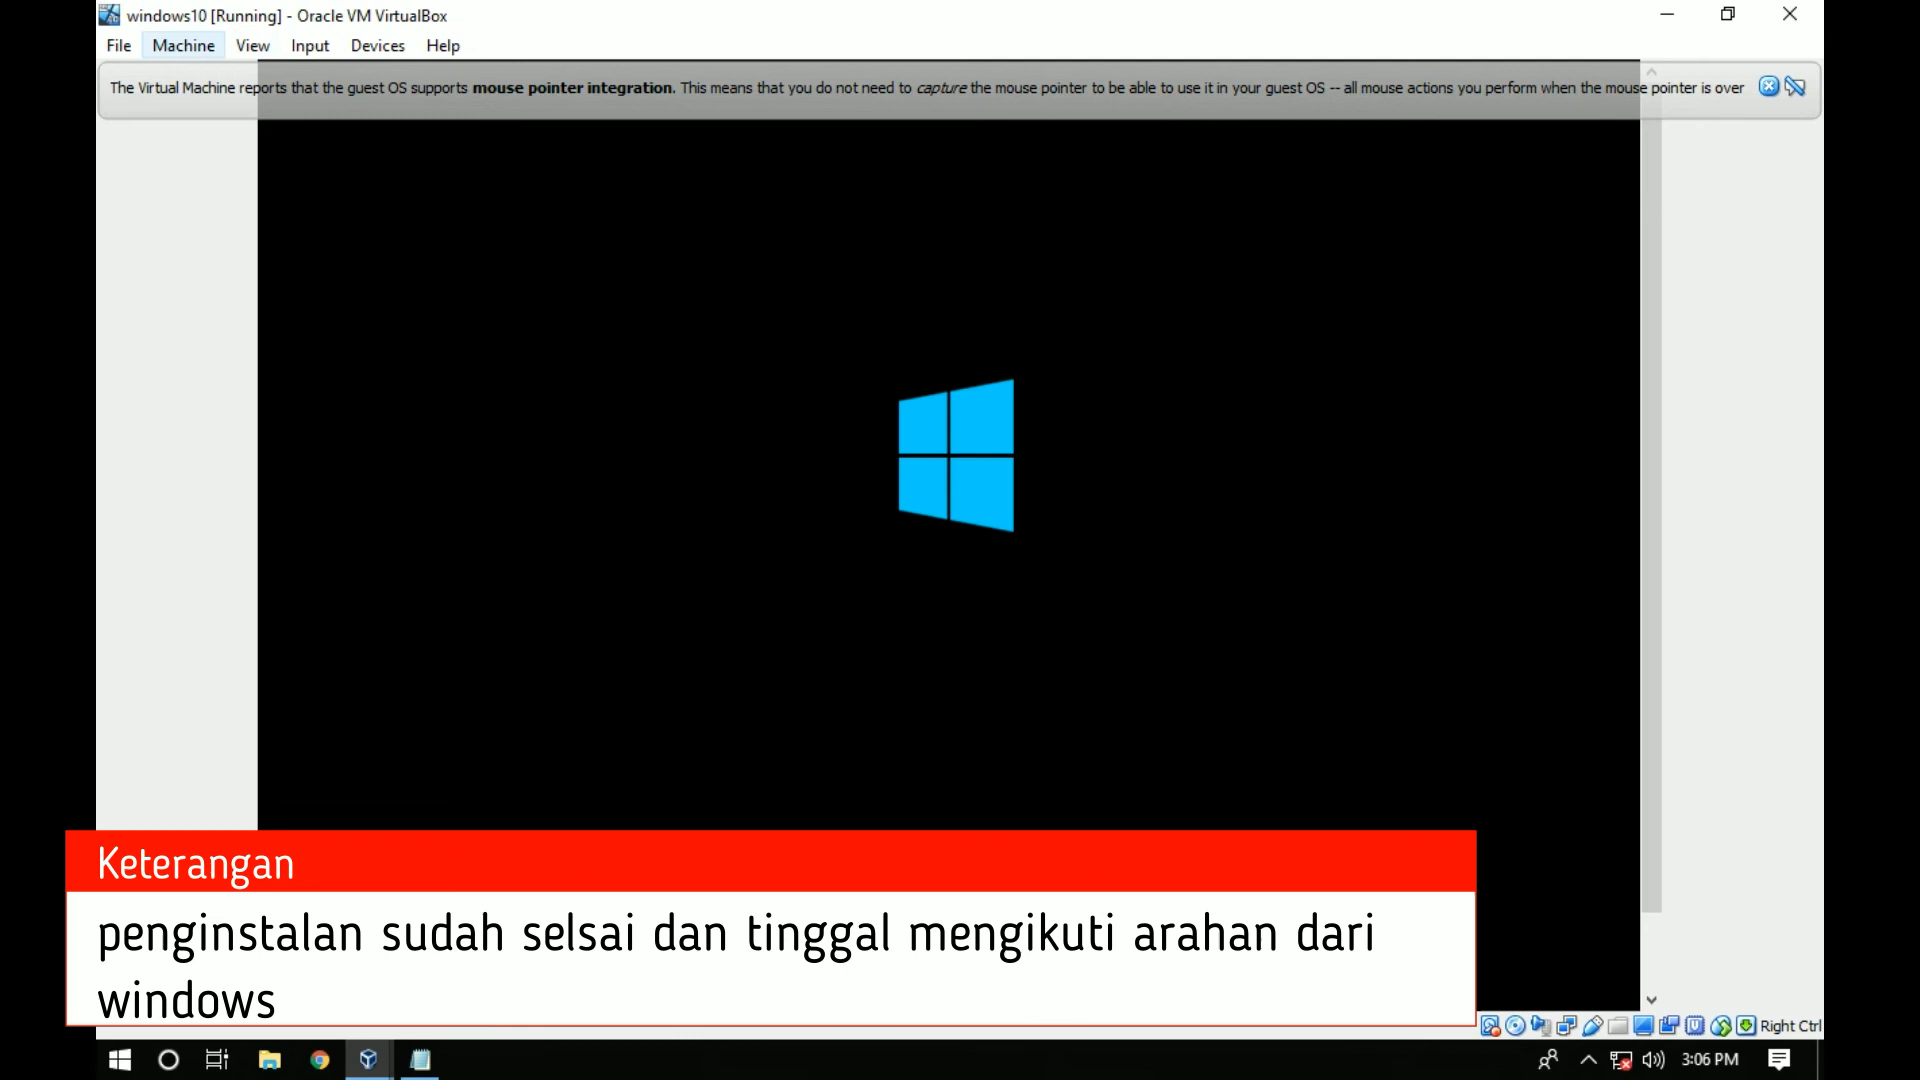 windows10 [Running] - Oracle VM VirtualBox
File Machine View Input Devices Help
The Virtual Machine reports that the guest OS supports mouse pointer integration. This means that you do not need to capture the mouse pointer to be able to use it in your guest OS -- all mouse actions you perform when the mouse pointer is over
Keterangan
penginstalan sudah selsai dan tinggal mengikuti arahan dari
windows
Right Ctrl
3:06 PM